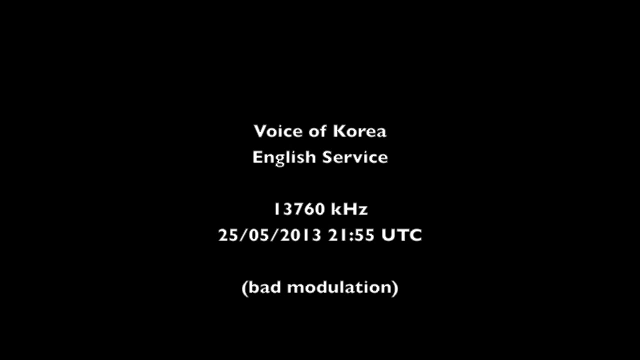 Voice of Korea
English Service
13760 kHz
25/05/2013 21:55 UTC
(bad modulation)